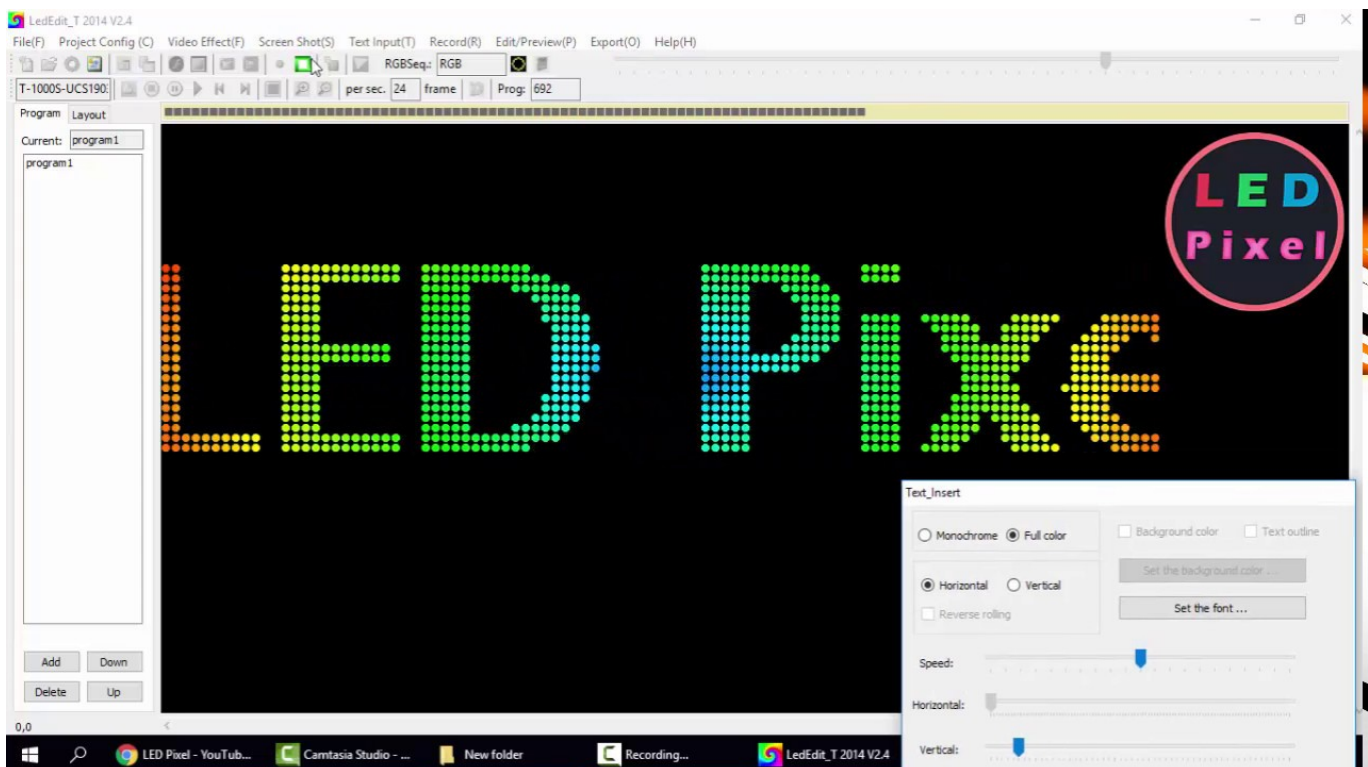 LedEdit_T 2014 V2.4
File(F) Project Config (C) Video Effect(F) Screen Shot(S) Text Input(T) Record(R) Edit/Preview(P) Export(O) Help(H)
RGBSeq.: RGB
T-1000S-UCS190 per sec. 24 frame Prog: 692
Program Layout
Current: program1
program1
LED
Pixel
LED Pixe
Text_Insert
Monochrome Full color Background color Text outline
Set the background color ...
Horizontal Vertical
Set the font ...
Reverse rolling
Speed:
Add Down
Horizontal:
Delete Up
0,0
Vertical:
LED Pixel - YouTub... Camtasia Studio - ... New folder Recording... LedEdit_T 2014 V2.4